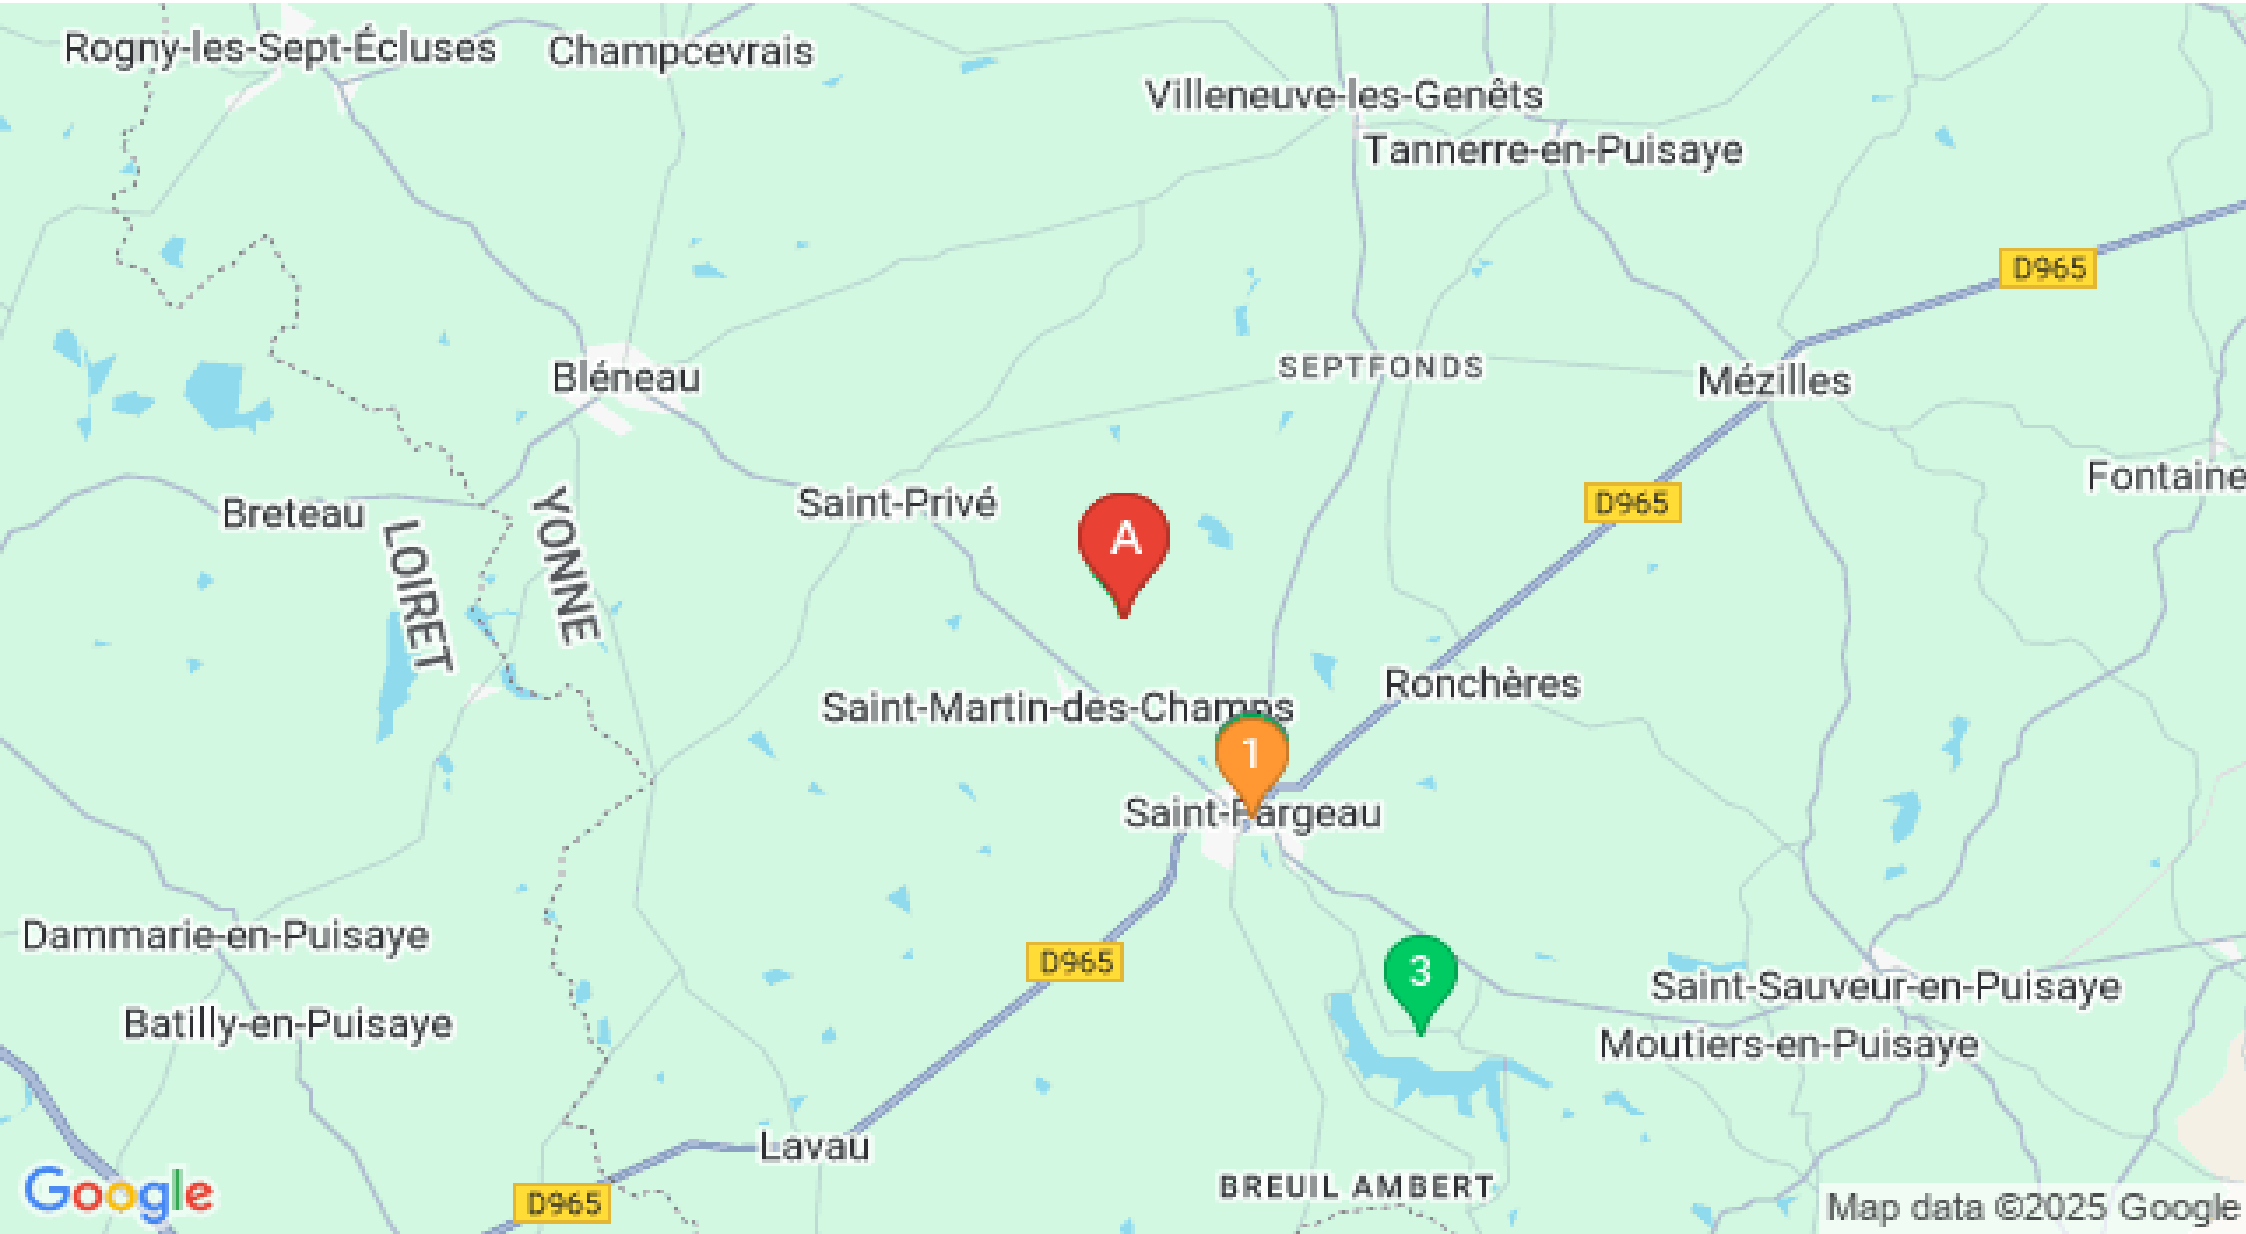 Rogny-les-Sept-Écluses
Champcevrais
Villeneuve-les-Genêts
Tannerre-en-Puisaye
D965
Bléneau
SEPTFONDS
Mézilles
Fontaine
Breteau
LOIRET
YONNE
Saint-Privé
A
D965
Ronchères
Saint-Martin-des-Champs
1
Saint-Fargeau
Dammarie-en-Puisaye
Batilly-en-Puisaye
D965
3
Saint-Sauveur-en-Puisaye
Moutiers-en-Puisaye
Lavau
D965
BREUIL AMBERT
Google
Map data ©2025 Google